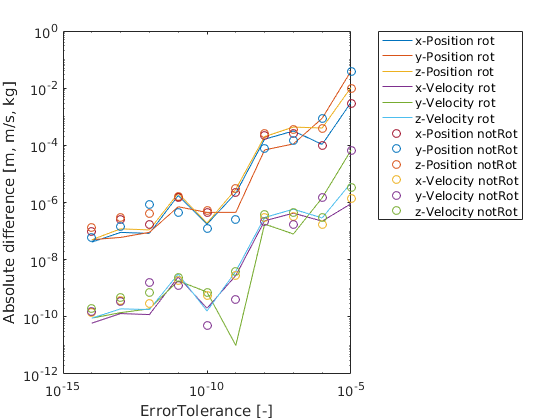 Absolute difference [m, m/s, kg]
10^0
10^-2
10^-4
10^-6
10^-8
10^-10
10^-12
10^-15
10^-10
10^-5
ErrorTolerance [-]
x-Position rot
y-Position rot
z-Position rot
x-Velocity rot
y-Velocity rot
z-Velocity rot
x-Position notRot
y-Position notRot
z-Position notRot
x-Velocity notRot
y-Velocity notRot
z-Velocity notRot